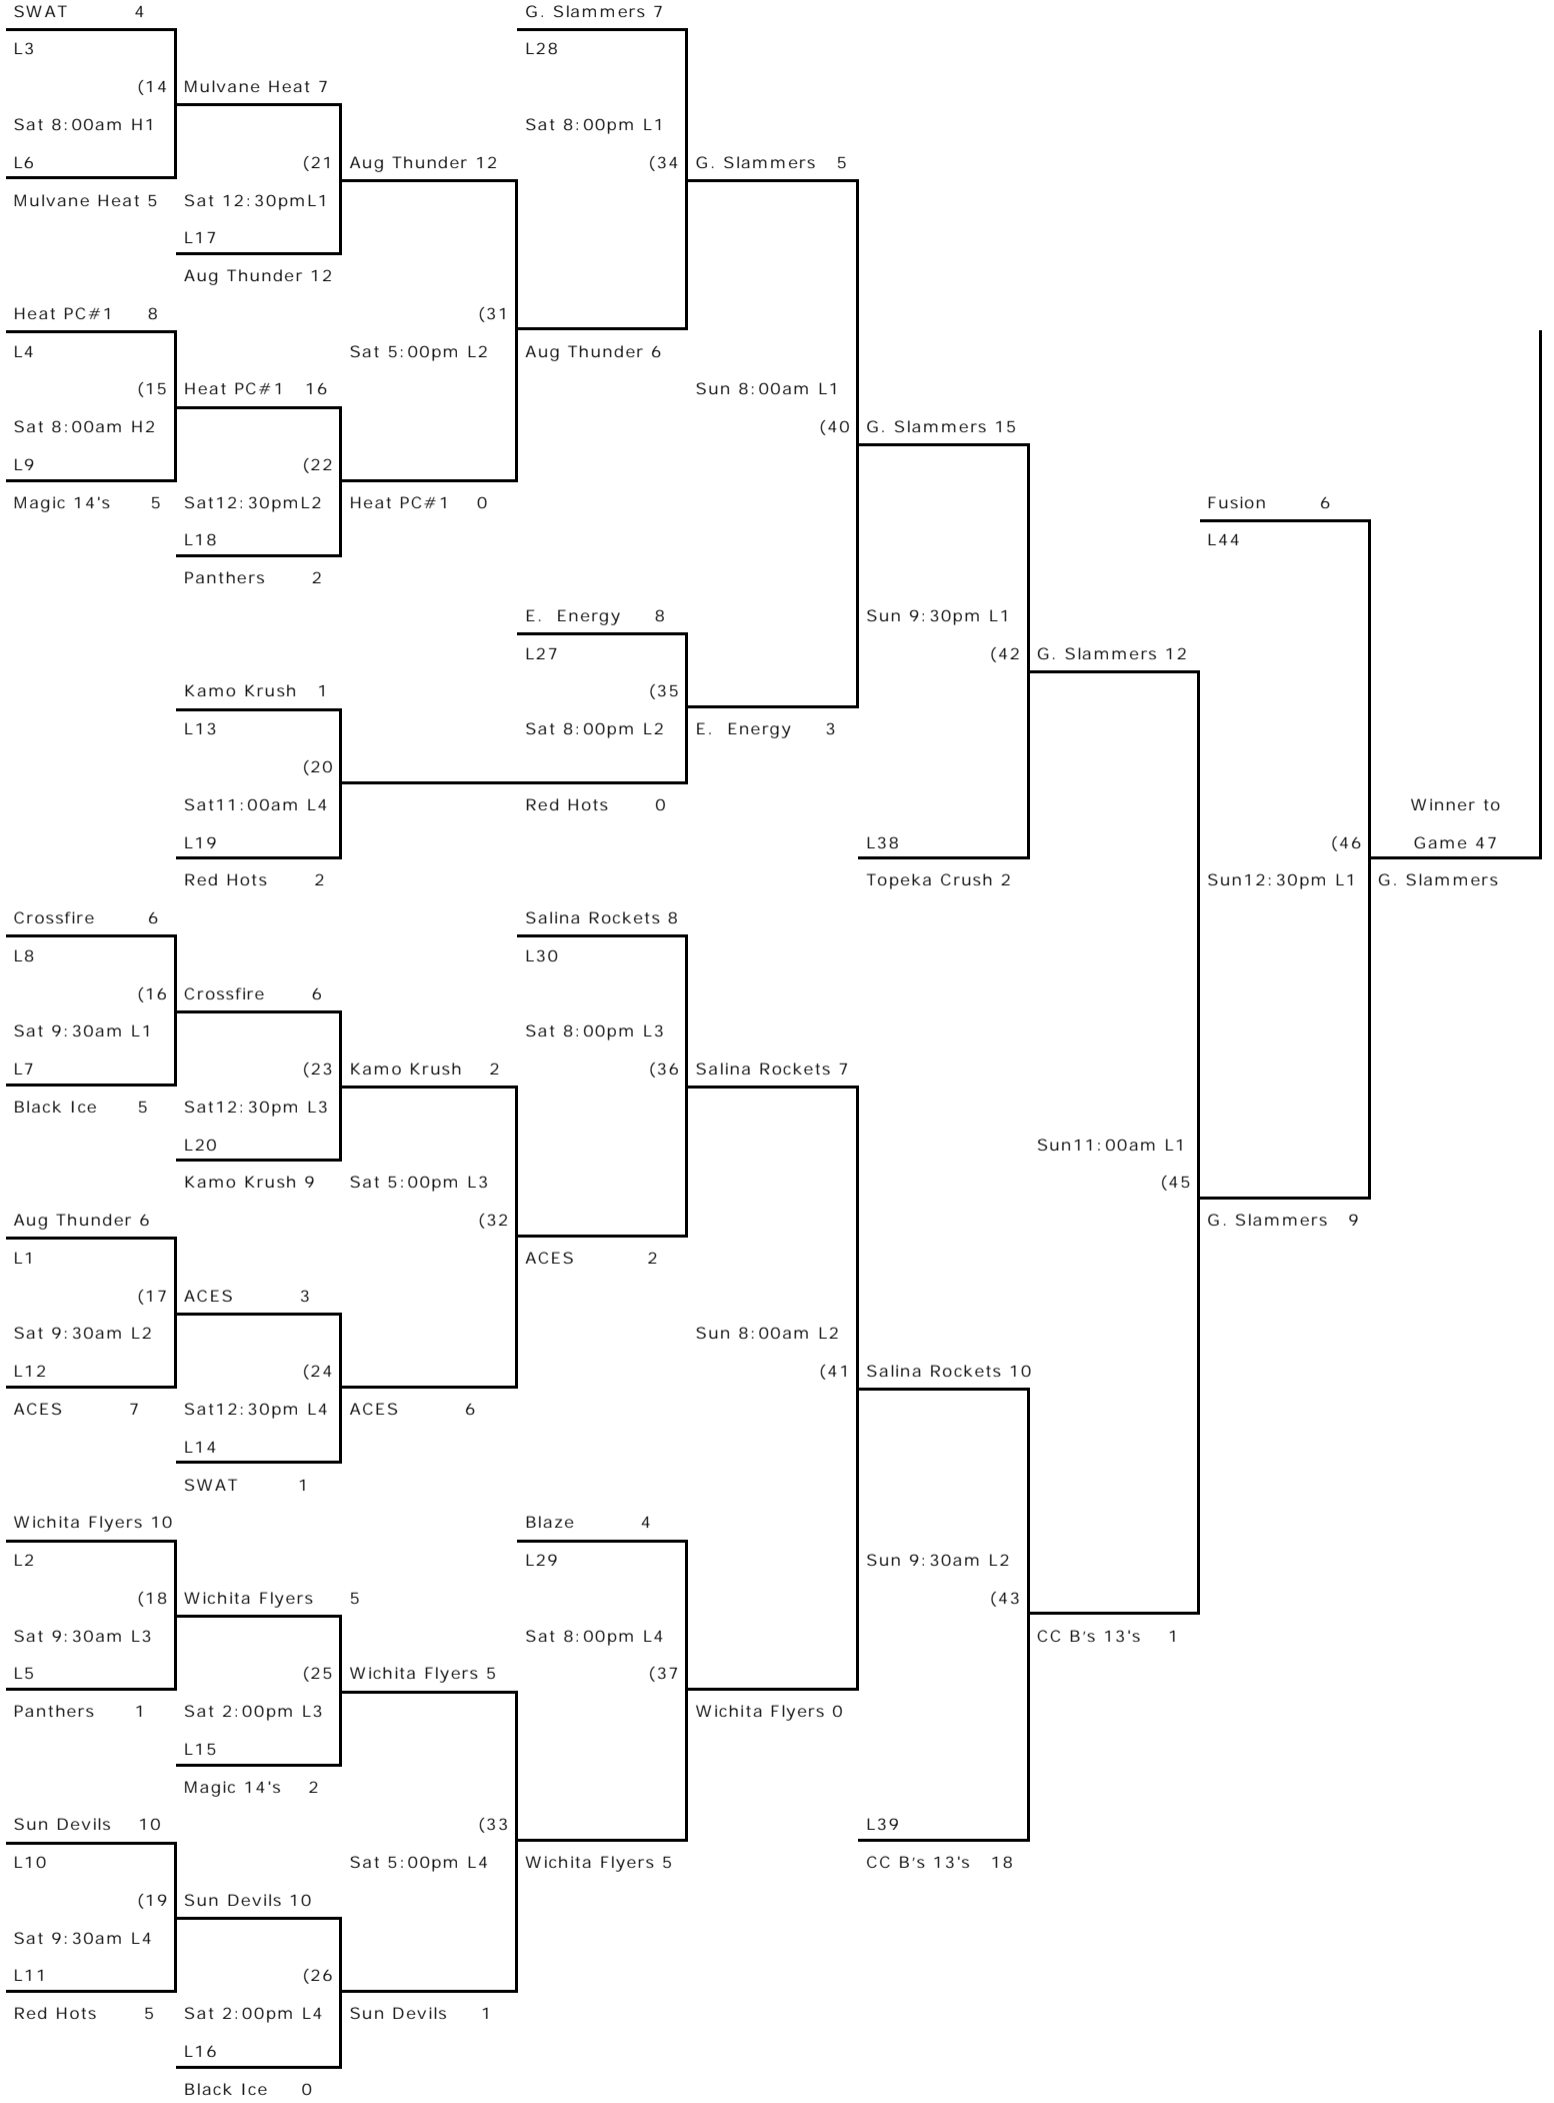 SWAT 4
G. Slammers 7
L3
L28
(14
Mulvane Heat 7
Sat 8:00am H1
Sat 8:00pm L1
L6
(21
Aug Thunder 12
(34
G. Slammers 5
Mulvane Heat 5
Sat 12:30pmL1
L17
Aug Thunder 12
Heat PC#1 8
(31
L4
Sat 5:00pm L2
Aug Thunder 6
(15
Heat PC#1 16
Sun 8:00am L1
Sat 8:00am H2
(40
G. Slammers 15
L9
(22
Magic 14's 5
Sat12:30pmL2
Heat PC#1 0
Fusion 6
L18
L44
Panthers 2
E. Energy 8
Sun 9:30pm L1
L27
(42
G. Slammers 12
Kamo Krush 1
(35
L13
Sat 8:00pm L2
E. Energy 3
(20
Sat11:00am L4
Red Hots 0
Winner to
L19
L38
(46
Game 47
Red Hots 2
Topeka Crush 2
Sun12:30pm L1
G. Slammers
Crossfire 6
Salina Rockets 8
L8
L30
(16
Crossfire 6
Sat 9:30am L1
Sat 8:00pm L3
L7
(23
Kamo Krush 2
(36
Salina Rockets 7
Black Ice 5
Sat12:30pm L3
L20
Sun11:00am L1
Kamo Krush 9
Sat 5:00pm L3
(45
Aug Thunder 6
(32
G. Slammers 9
L1
ACES 2
(17
ACES 3
Sat 9:30am L2
Sun 8:00am L2
L12
(24
(41
Salina Rockets 10
ACES 7
Sat12:30pm L4
ACES 6
L14
SWAT 1
Wichita Flyers 10
Blaze 4
L2
L29
Sun 9:30am L2
(18
Wichita Flyers 5
(43
Sat 9:30am L3
Sat 8:00pm L4
CC B's 13's 1
L5
(25
Wichita Flyers 5
(37
Panthers 1
Sat 2:00pm L3
Wichita Flyers 0
L15
Magic 14's 2
Sun Devils 10
(33
L39
L10
Sat 5:00pm L4
Wichita Flyers 5
CC B's 13's 18
(19
Sun Devils 10
Sat 9:30am L4
L11
(26
Red Hots 5
Sat 2:00pm L4
Sun Devils 1
L16
Black Ice 0